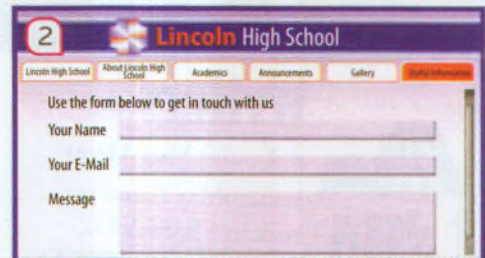 2
Lincoln High School
Lincoln High School About Lincoln High School Academics Announcements Gallery Useful Information
Use the form below to get in touch with us
Your Name
Your E-Mail
Message